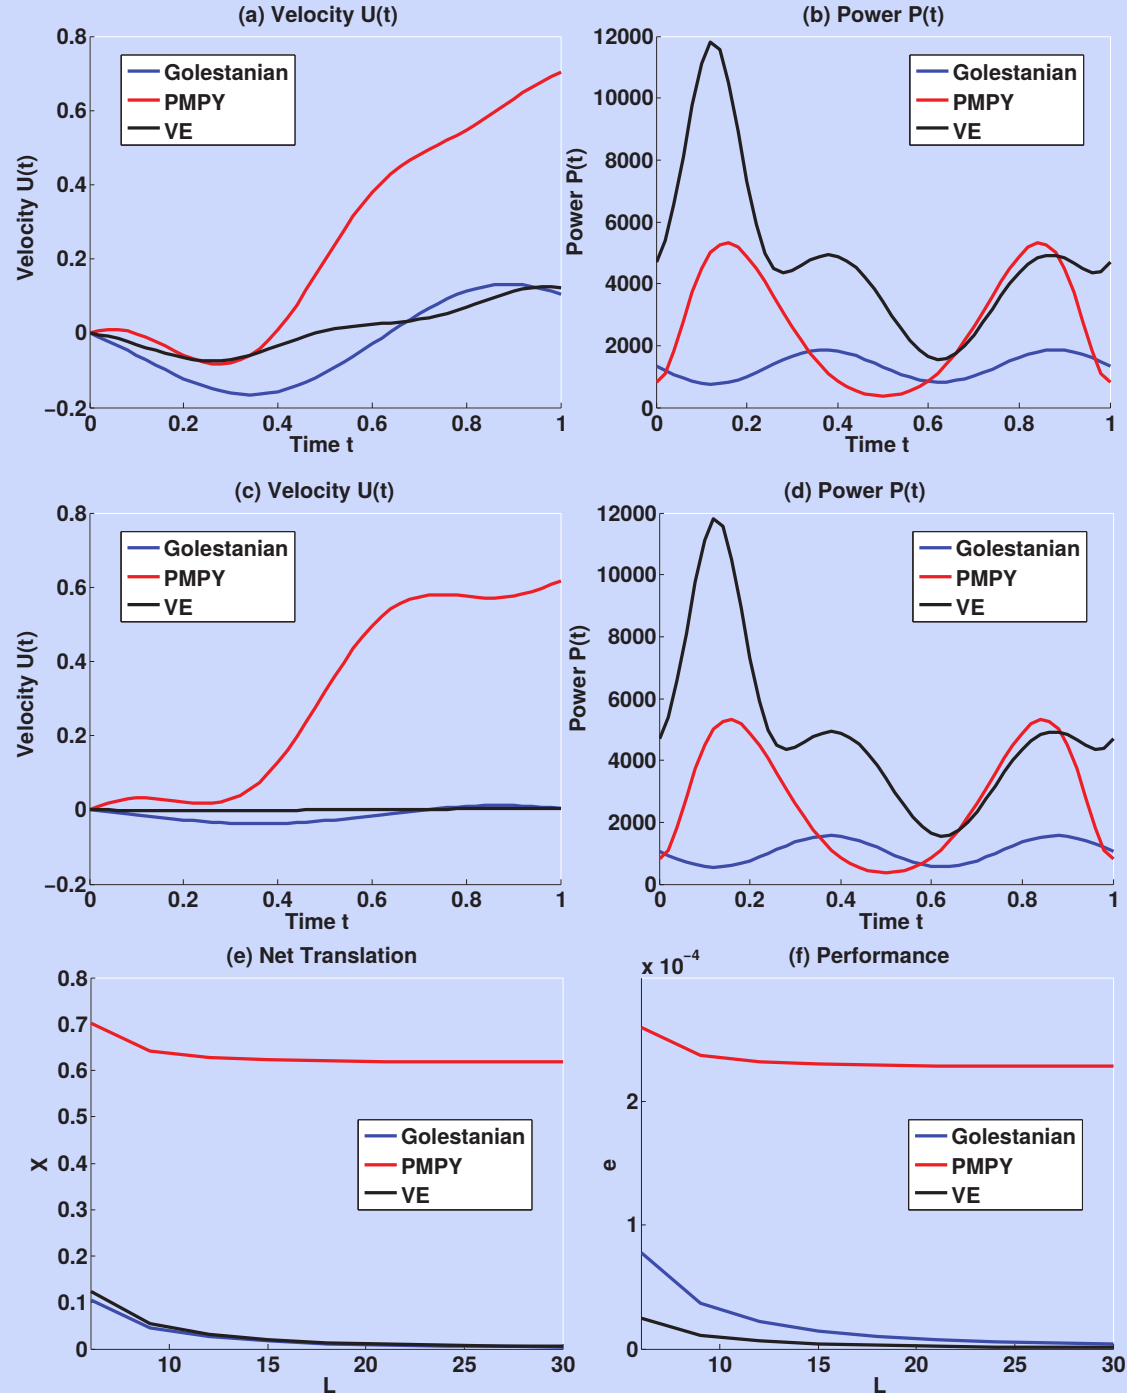 (a) Velocity U(t)
0.8
0.6
0.4
0.2
0
−0.2
Velocity U(t)
Golestanian
PMPY
VE
0 0.2 0.4 0.6 0.8 1
Time t
(b) Power P(t)
12000
10000
8000
6000
4000
2000
0
Power P(t)
Golestanian
PMPY
VE
0 0.2 0.4 0.6 0.8 1
Time t
(c) Velocity U(t)
0.8
0.6
0.4
0.2
0
−0.2
Velocity U(t)
Golestanian
PMPY
VE
0 0.2 0.4 0.6 0.8 1
Time t
(d) Power P(t)
12000
10000
8000
6000
4000
2000
0
Power P(t)
Golestanian
PMPY
VE
0 0.2 0.4 0.6 0.8 1
Time t
(e) Net Translation
0.8
0.7
0.6
0.5
0.4
0.3
0.2
0.1
0
X
Golestanian
PMPY
VE
10 15 20 25 30
L
(f) Performance
x 10⁻⁴
2
1
0
e
Golestanian
PMPY
VE
10 15 20 25 30
L